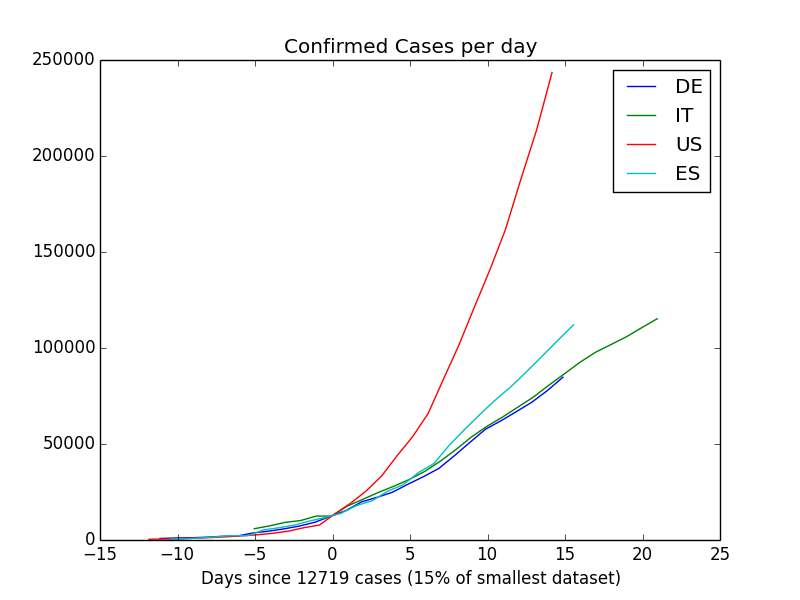 Confirmed Cases per day
250000
200000
150000
100000
50000
0
−15 −10 −5 0 5 10 15 20 25
Days since 12719 cases (15% of smallest dataset)
DE
IT
US
ES